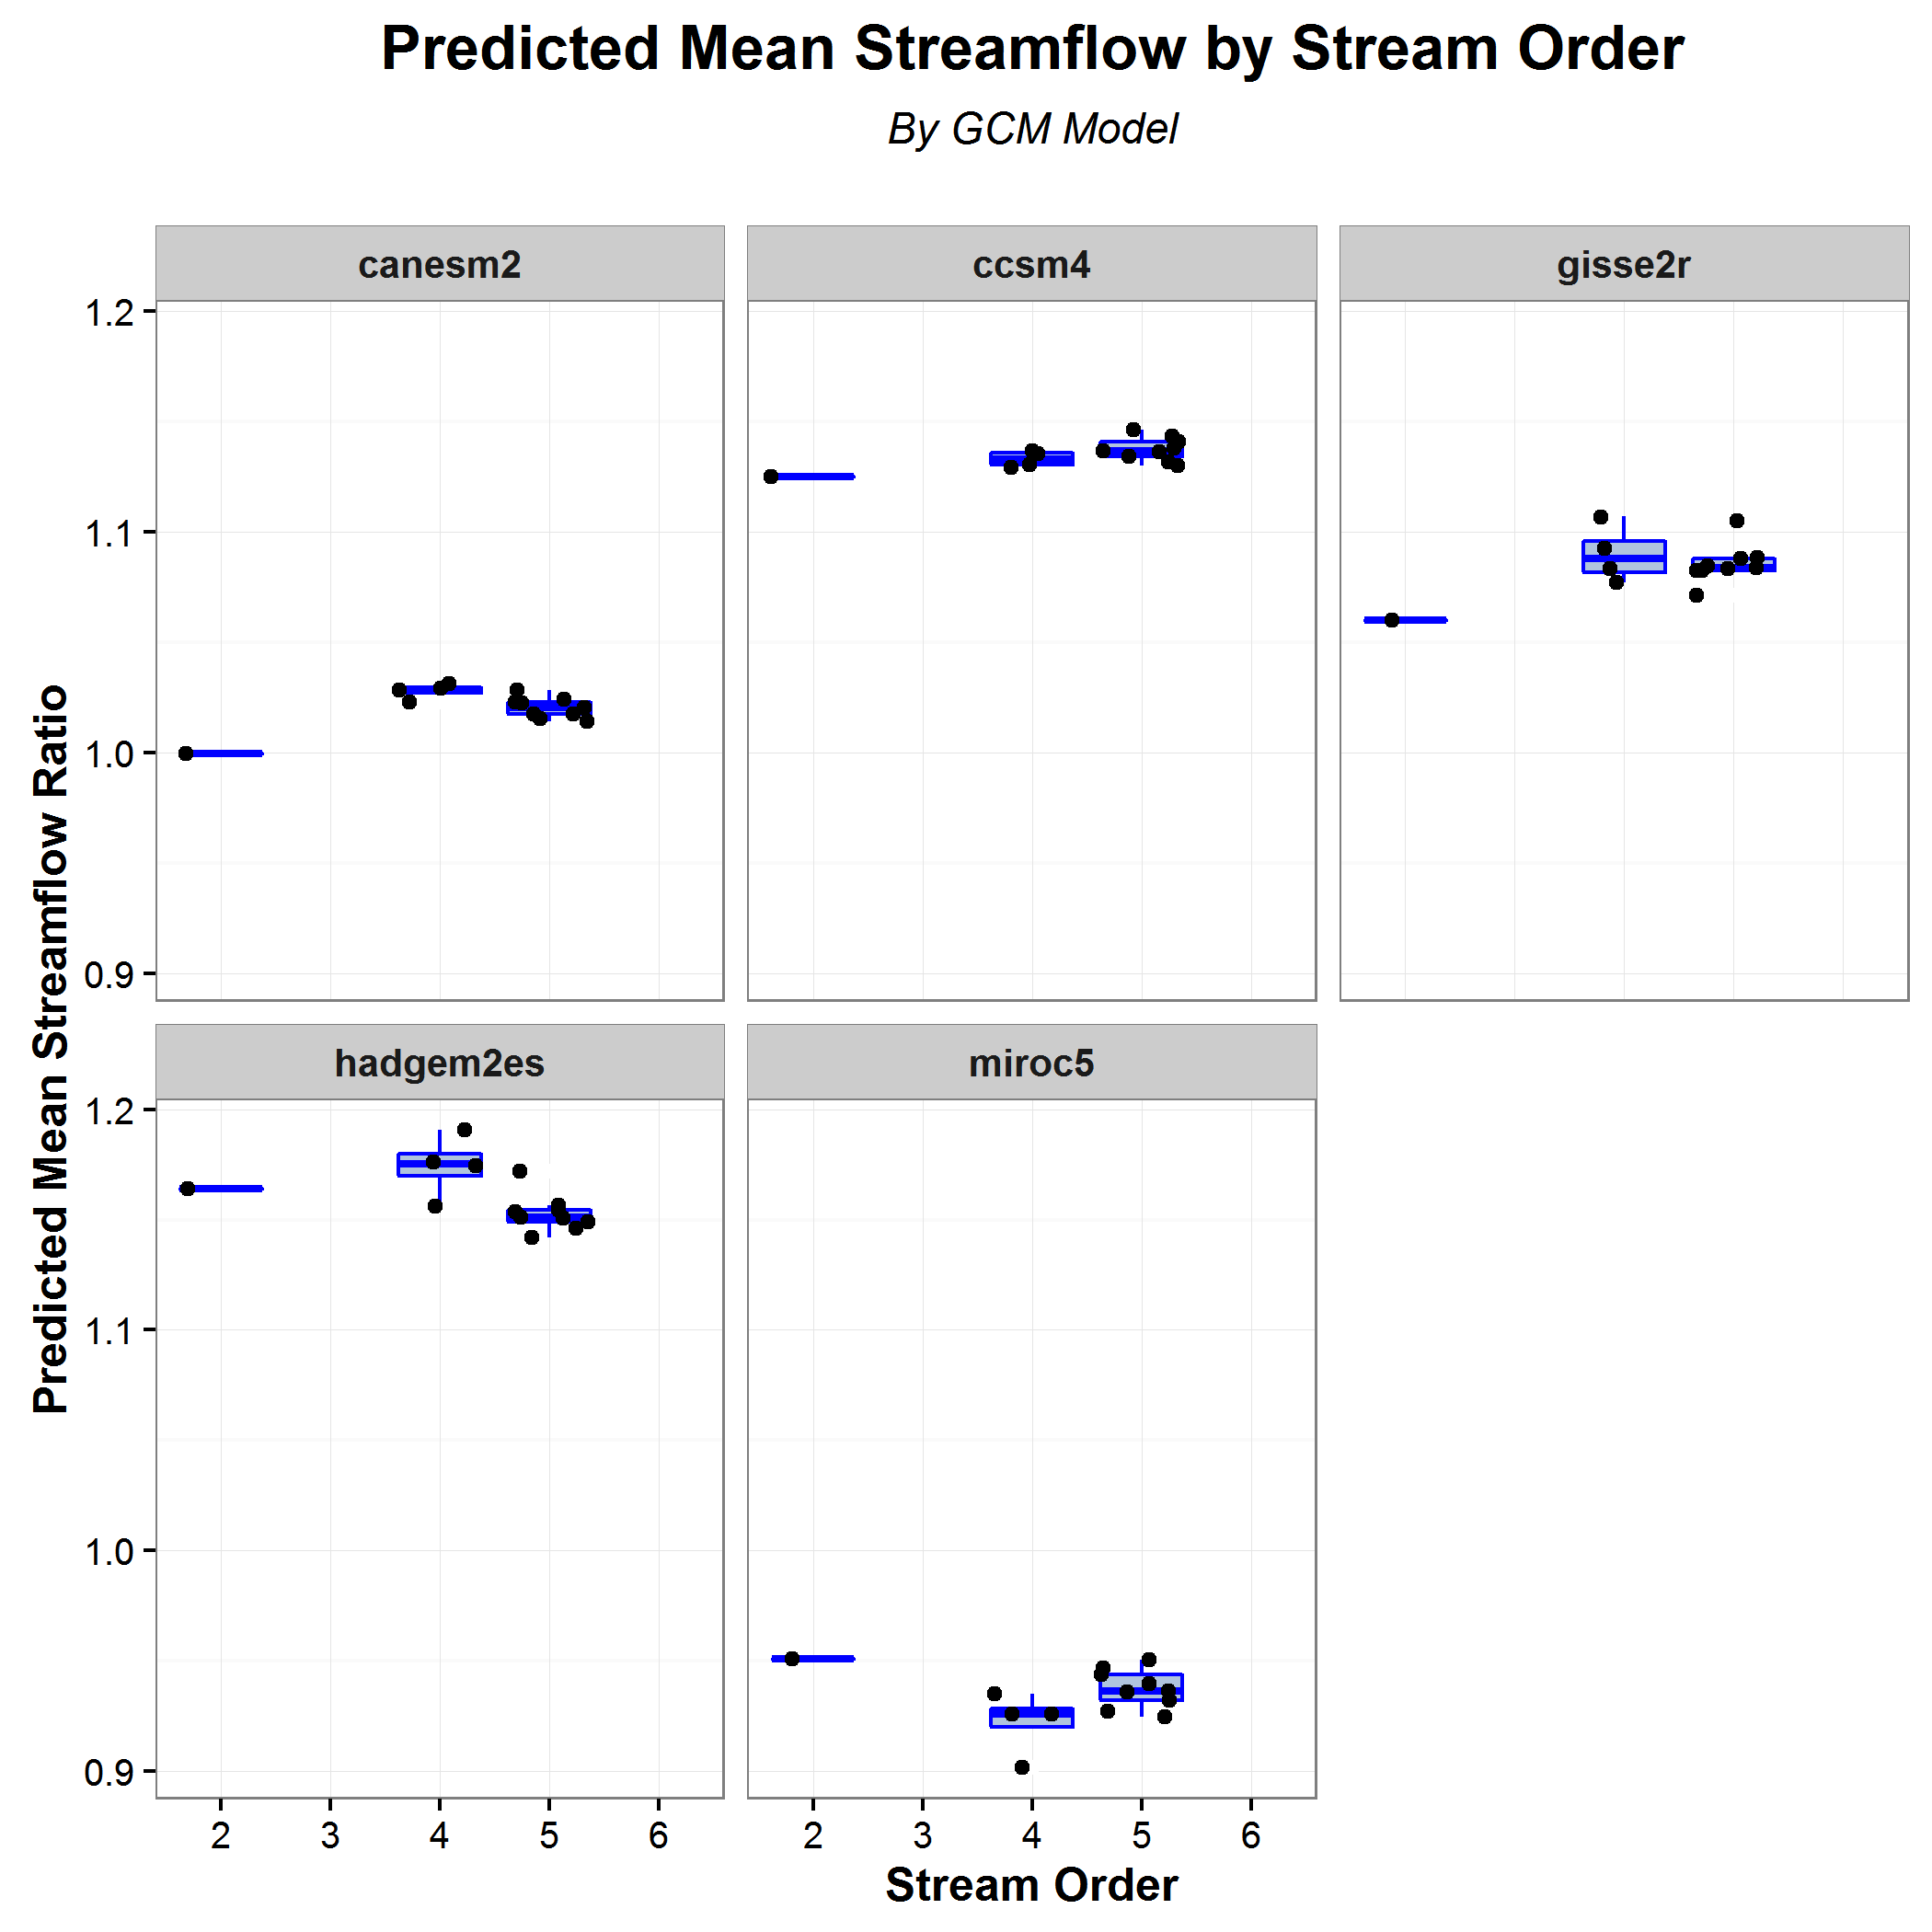 Predicted Mean Streamflow by Stream Order
By GCM Model
canesm2
ccsm4
gisse2r
1.2
1.1
1.0
0.9
Predicted Mean Streamflow Ratio
hadgem2es
miroc5
1.2
1.1
1.0
0.9
2 3 4 5 6
2 3 4 5 6
Stream Order